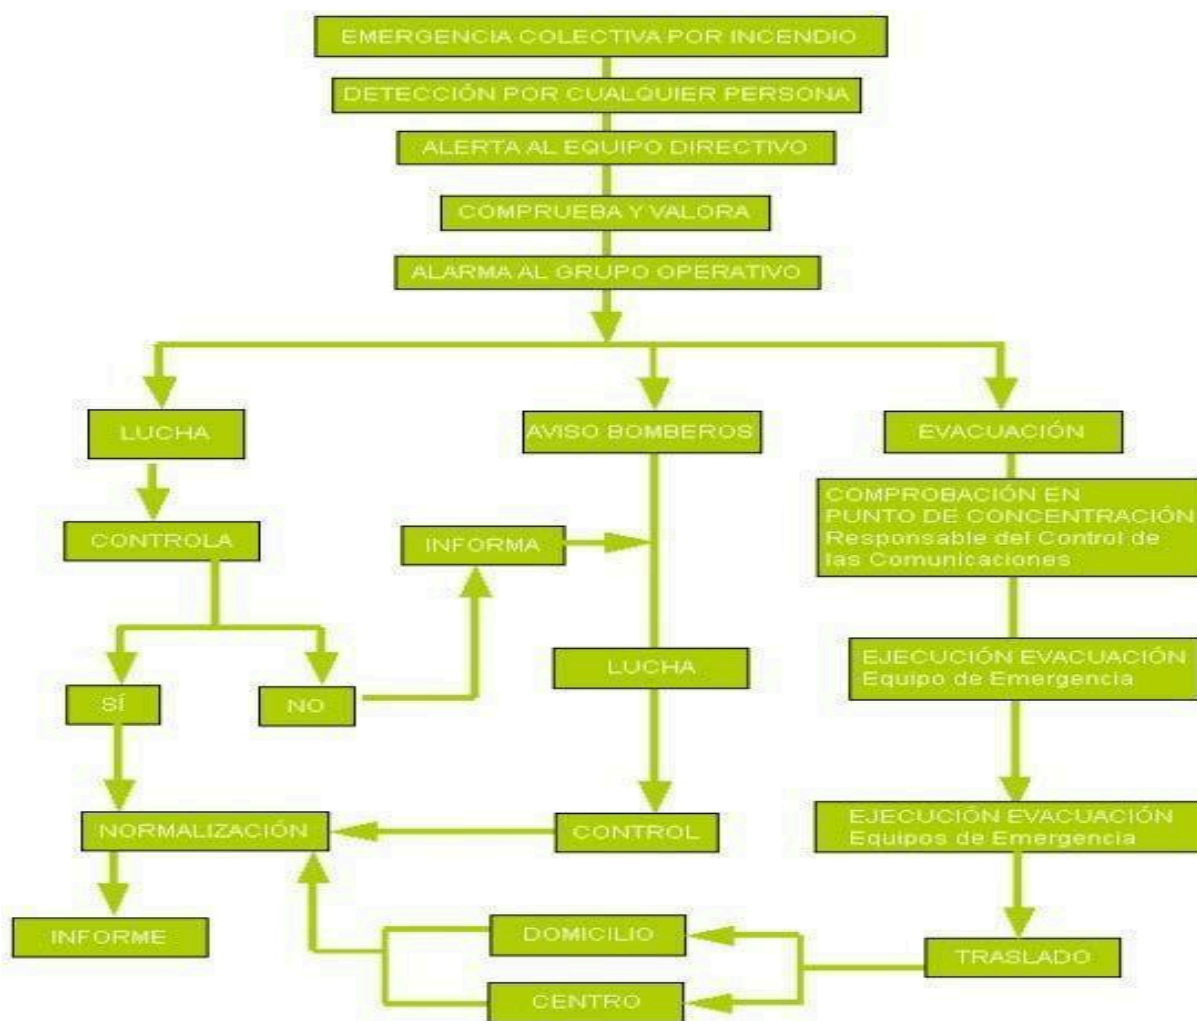 EMERGENCIA COLECTIVA POR INCENDIO
DETECCIÓN POR CUALQUIER PERSONA
ALERTA AL EQUIPO DIRECTIVO
COMPRUEBA Y VALORA
ALARMA AL GRUPO OPERATIVO
LUCHA
AVISO BOMBEROS
EVACUACIÓN
COMPROBACIÓN EN
PUNTO DE CONCENTRACIÓN
Responsable del Control de
las Comunicaciones
CONTROLA
INFORMA
LUCHA
EJECUCIÓN EVACUACIÓN
Equipo de Emergencia
SÍ
NO
NORMALIZACIÓN
CONTROL
EJECUCIÓN EVACUACIÓN
Equipos de Emergencia
INFORME
DOMICILIO
TRASLADO
CENTRO